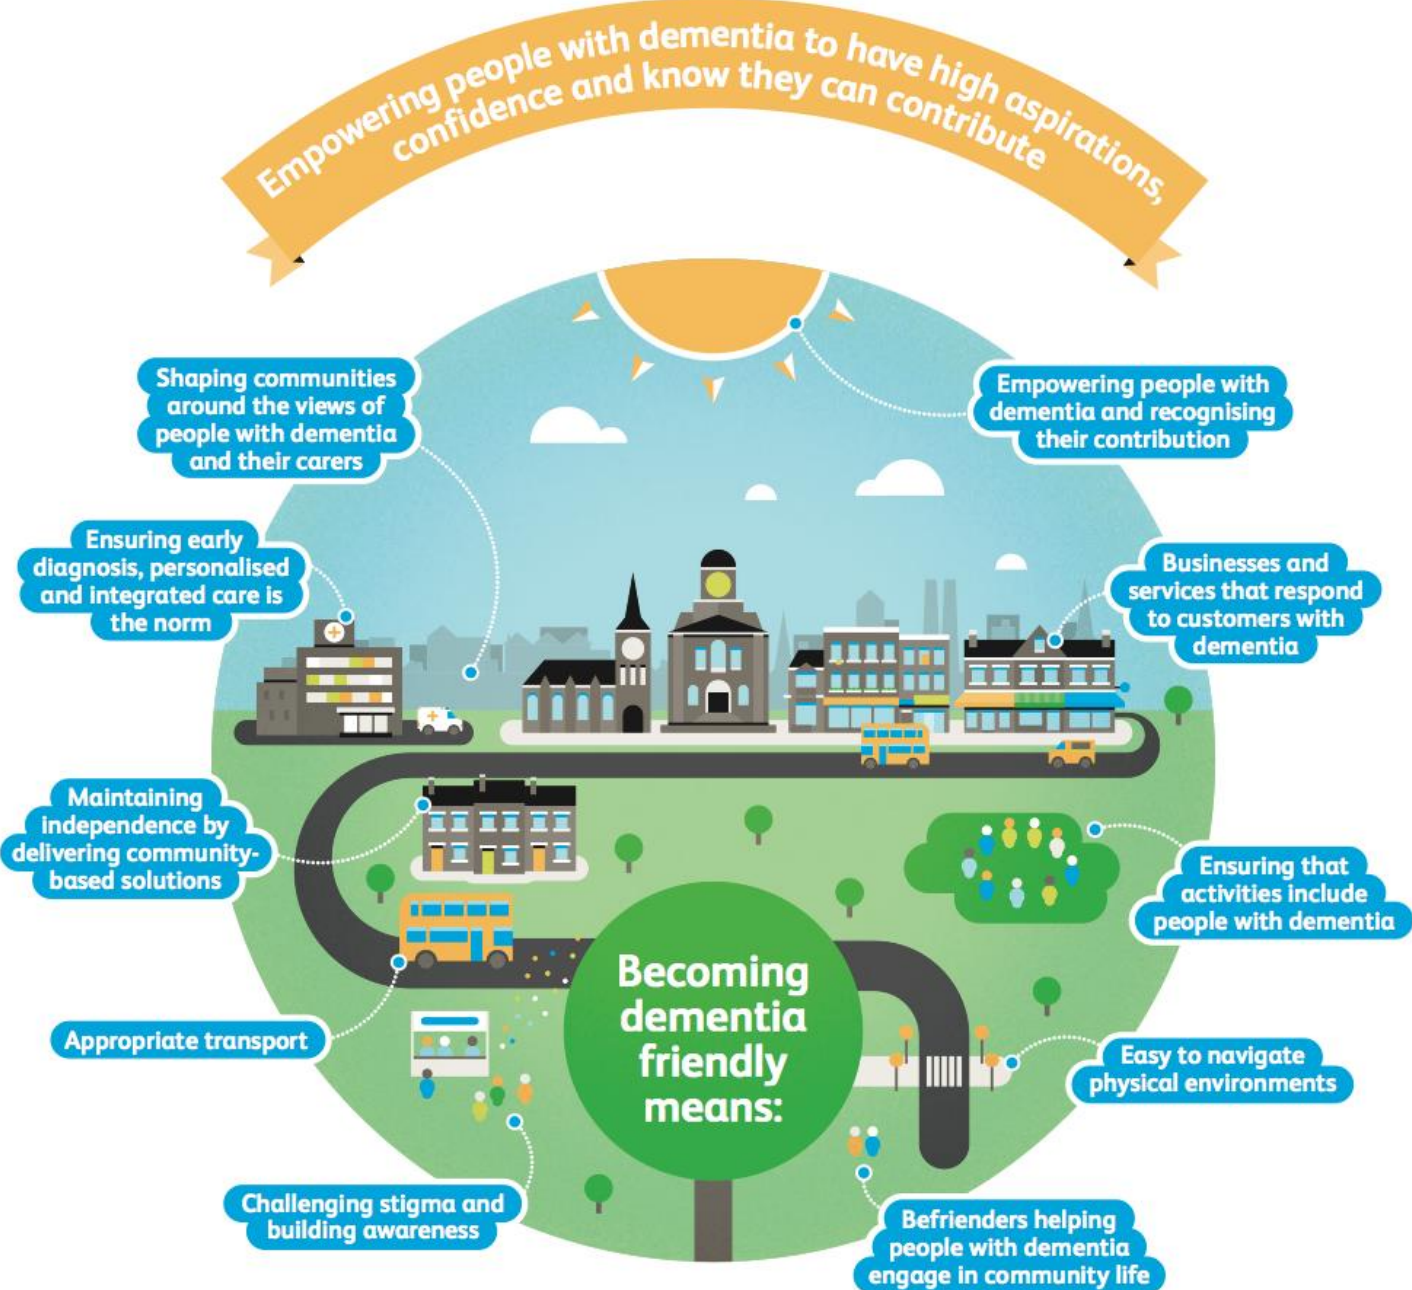 Empowering people with dementia to have high aspirations,
confidence and know they can contribute
Shaping communities
around the views of
people with dementia
and their carers
Empowering people with
dementia and recognising
their contribution
Ensuring early
diagnosis, personalised
and integrated care is
the norm
Businesses and
services that respond
to customers with
dementia
Maintaining
independence by
delivering community-
based solutions
Ensuring that
activities include
people with dementia
Becoming
dementia
friendly
means:
Appropriate transport
Easy to navigate
physical environments
Challenging stigma and
building awareness
Befrienders helping
people with dementia
engage in community life